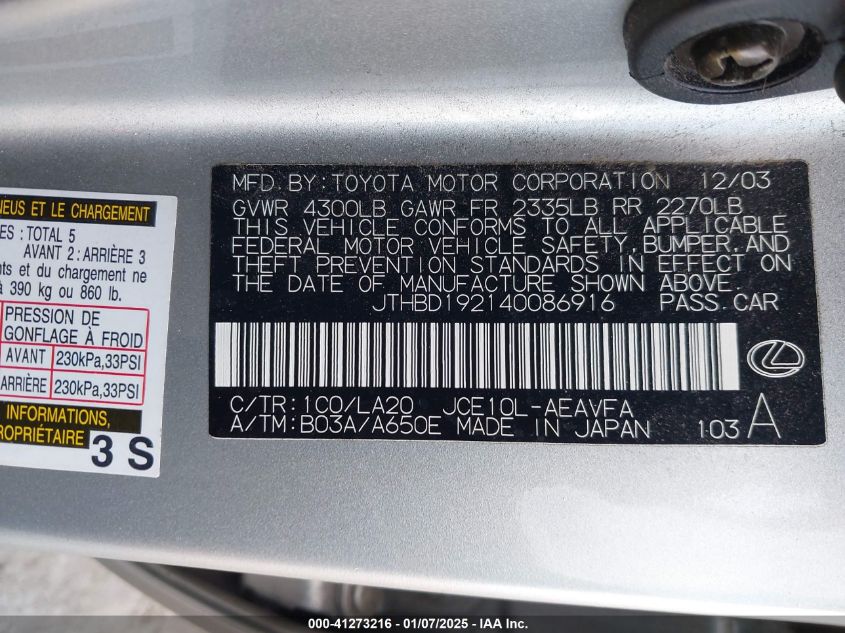 NEUS ET LE CHARGEMENT
ES : TOTAL 5
AVANT 2 : ARRIÈRE 3
nts et du chargement ne
à 390 kg ou 860 lb.
PRESSION DE
GONFLAGE À FROID
AVANT 230kPa,33PSI
ARRIÈRE 230kPa,33PSI
INFORMATIONS,
PROPRIÉTAIRE
3 S
MFD. BY: TOYOTA MOTOR CORPORATION 12/03
GVWR 4300LB GAWR FR 2335LB RR 2270LB
THIS VEHICLE CONFORMS TO ALL APPLICABLE
FEDERAL MOTOR VEHICLE SAFETY, BUMPER, AND
THEFT PREVENTION STANDARDS IN EFFECT ON
THE DATE OF MANUFACTURE SHOWN ABOVE.
JTHBD192140086916 PASS. CAR
C/TR: 1C0/LA20 JCE10L-AEAVFA
A/TM: B03A/A650E MADE IN JAPAN 103 A
000-41273216 - 01/07/2025 - IAA Inc.